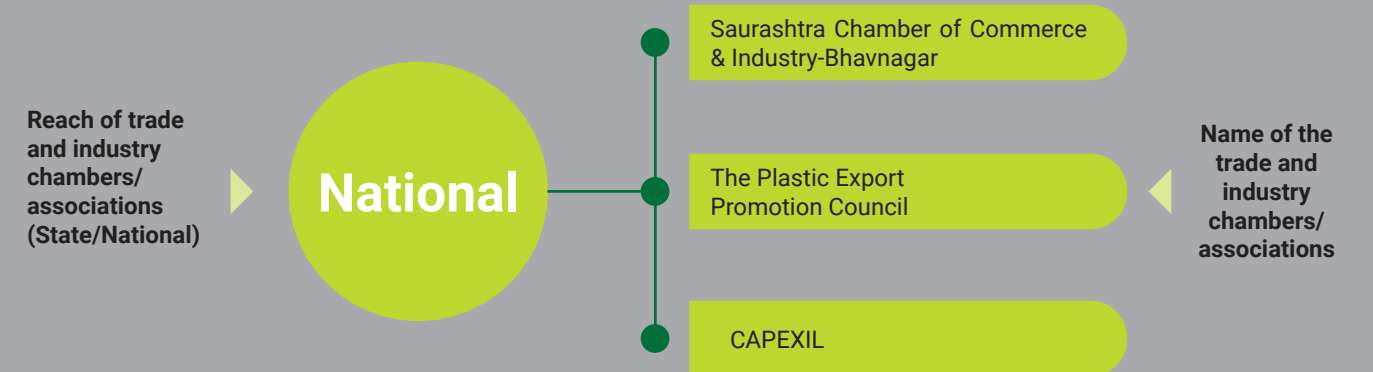 Reach of trade
and industry
chambers/
associations
(State/National)
National
Saurashtra Chamber of Commerce
& Industry-Bhavnagar
The Plastic Export
Promotion Council
CAPEXIL
Name of the
trade and
industry
chambers/
associations